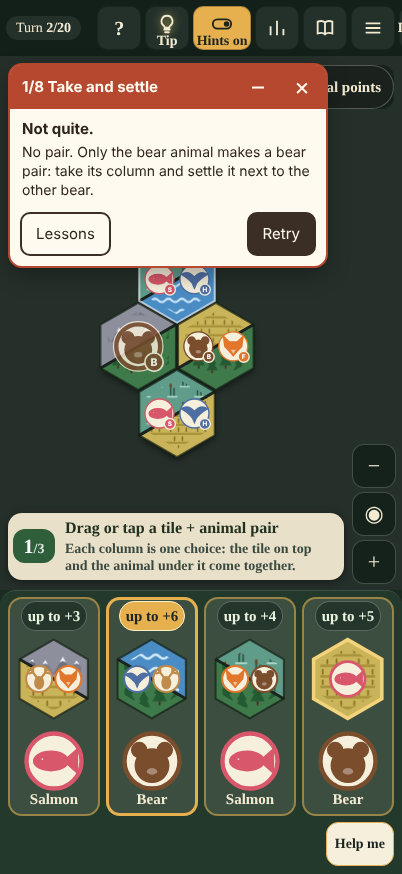 Turn 2/20
?
Tip
Hints on
1/8 Take and settle
al points
Not quite.
No pair. Only the bear animal makes a bear
pair: take its column and settle it next to the
other bear.
Lessons
Retry
S
H
B
B
F
S
H
1/3
Drag or tap a tile + animal pair
Each column is one choice: the tile on top
and the animal under it come together.
up to +3
up to +6
up to +4
up to +5
Salmon
Bear
Salmon
Bear
Help me